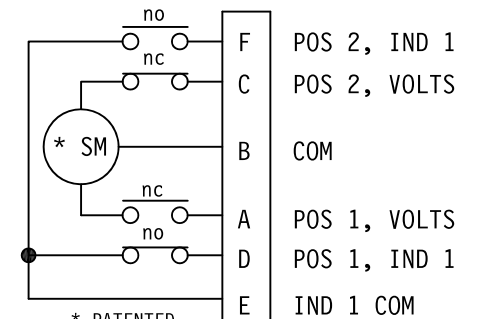 no
F POS 2, IND 1
nc
C POS 2, VOLTS
* SM
B COM
nc
A POS 1, VOLTS
no
D POS 1, IND 1
E IND 1 COM
* PATENTED